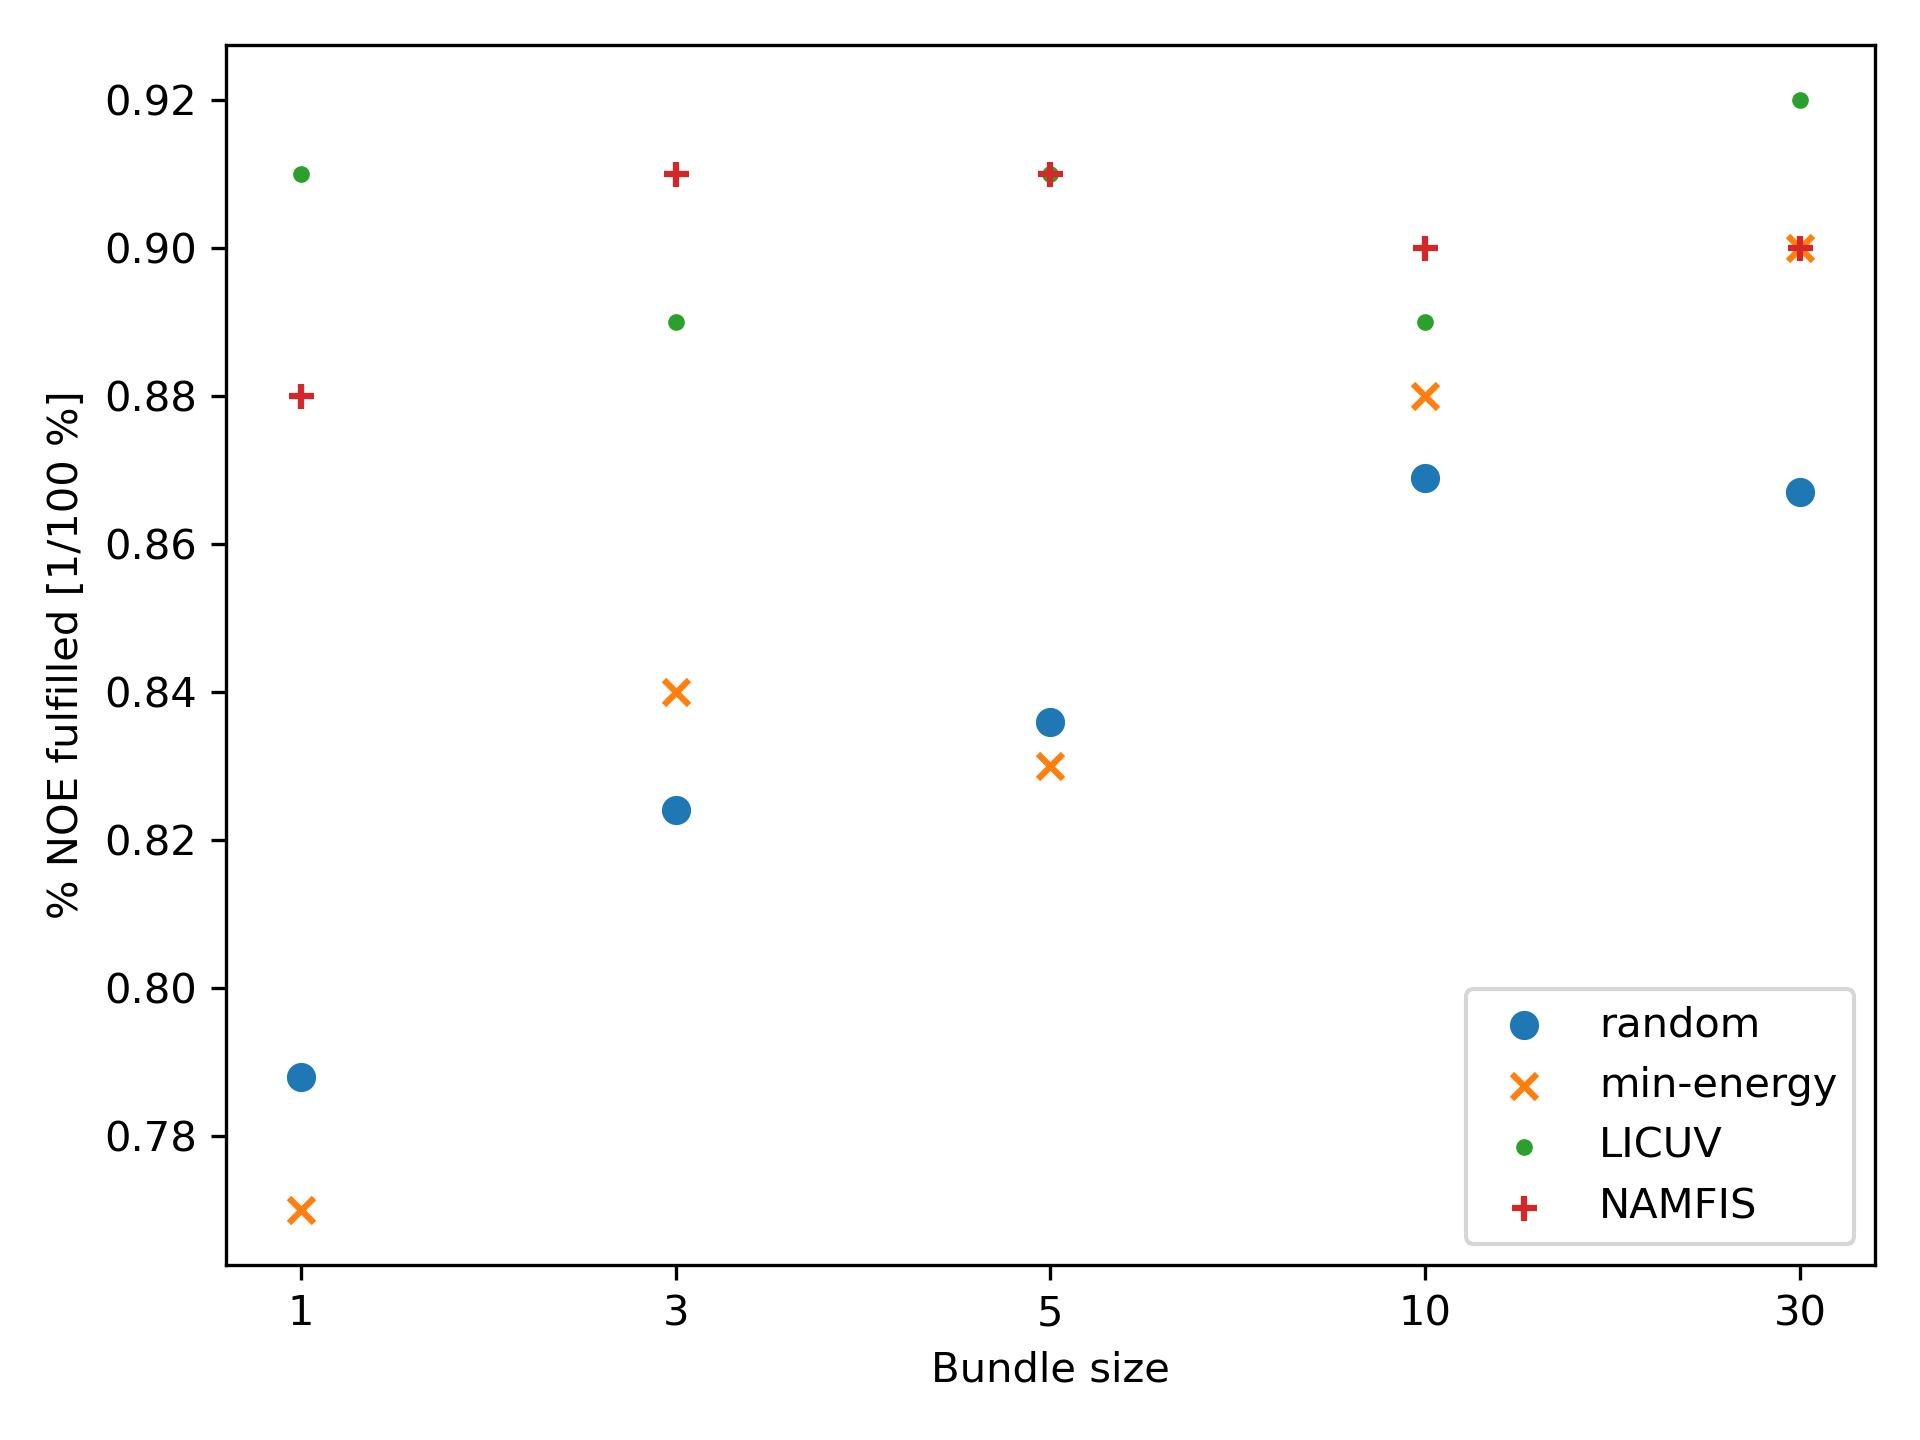 0.92
0.90
0.88
0.86
0.84
0.82
0.80
0.78
% NOE fulfilled [1/100 %]
1 3 5 10 30
Bundle size
random
min-energy
LICUV
NAMFIS